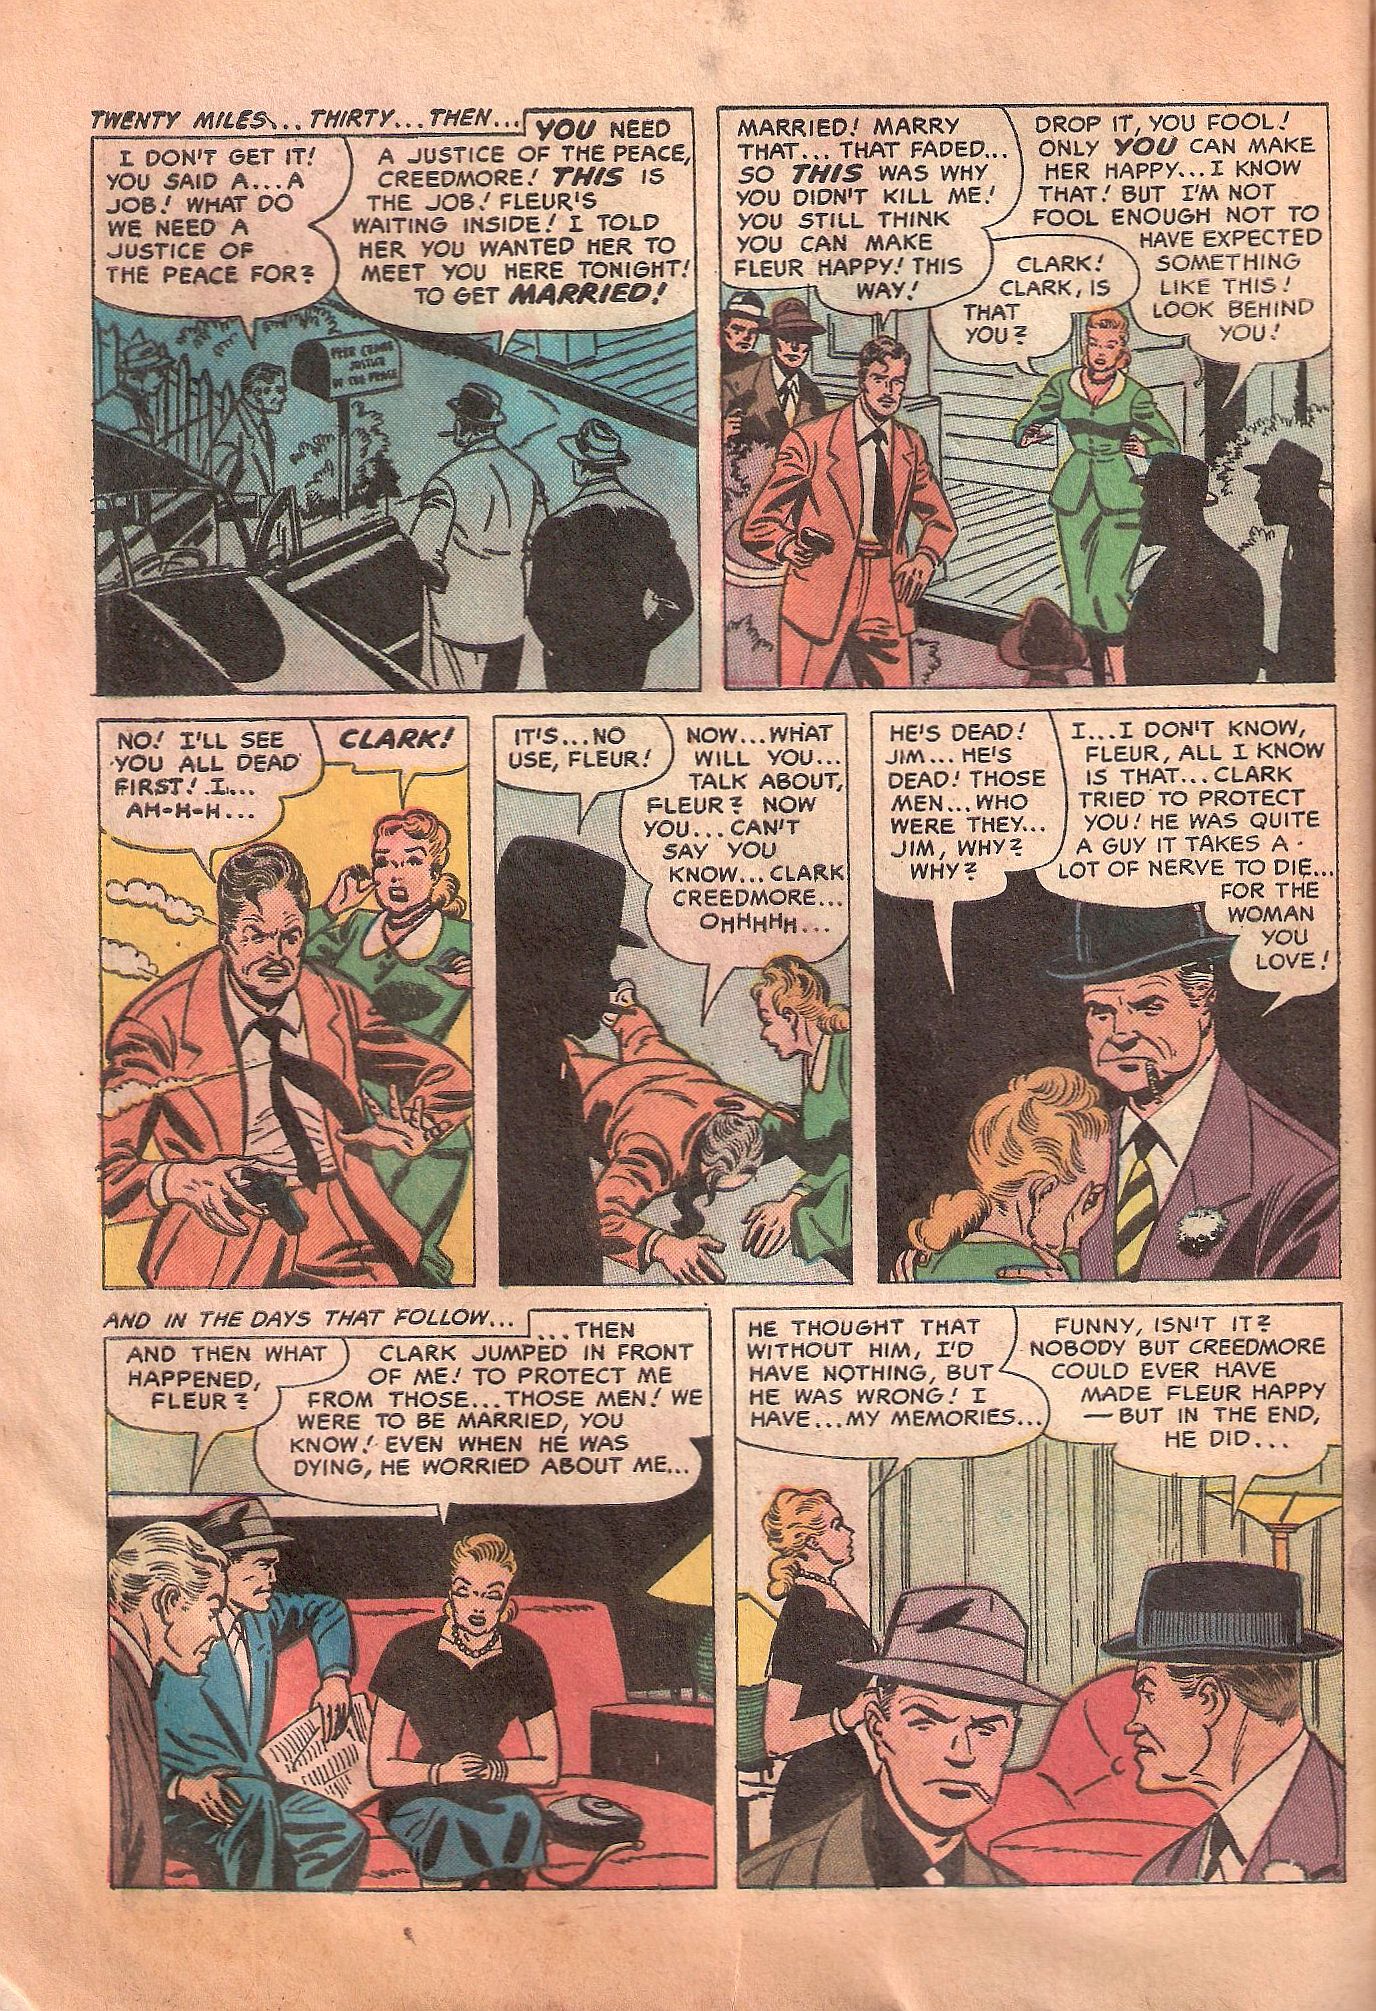 TWENTY MILES... THIRTY... THEN...
I DON'T GET IT!
YOU SAID A...A
JOB! WHAT DO
WE NEED A
JUSTICE OF
THE PEACE FOR?
YOU NEED
A JUSTICE OF THE PEACE,
CREEDMORE! THIS IS
THE JOB! FLEUR'S
WAITING INSIDE! I TOLD
HER YOU WANTED HER TO
MEET YOU HERE TONIGHT!
TO GET MARRIED!
JUSTICE
OF THE PEACE
MARRIED! MARRY
THAT... THAT FADED...
SO THIS WAS WHY
YOU DIDN'T KILL ME!
YOU STILL THINK
YOU CAN MAKE
FLEUR HAPPY! THIS
WAY!
CLARK!
CLARK, IS
THAT
YOU?
DROP IT, YOU FOOL!
ONLY YOU CAN MAKE
HER HAPPY...I KNOW
THAT! BUT I'M NOT
FOOL ENOUGH NOT TO
HAVE EXPECTED
SOMETHING
LIKE THIS!
LOOK BEHIND
YOU!
NO! I'LL SEE
YOU ALL DEAD
FIRST! I...
AH-H-H...
CLARK!
IT'S...NO
USE, FLEUR!
NOW...WHAT
WILL YOU...
TALK ABOUT,
FLEUR? NOW
YOU...CAN'T
SAY YOU
KNOW...CLARK
CREEDMORE...
OHHHHH...
HE'S DEAD!
JIM... HE'S
DEAD! THOSE
MEN...WHO
WERE THEY...
JIM, WHY?
WHY?
I...I DON'T KNOW,
FLEUR, ALL I KNOW
IS THAT...CLARK
TRIED TO PROTECT
YOU! HE WAS QUITE
A GUY IT TAKES A
LOT OF NERVE TO DIE...
FOR THE
WOMAN
YOU
LOVE!
AND IN THE DAYS THAT FOLLOW...
AND THEN WHAT
HAPPENED,
FLEUR?
...THEN
CLARK JUMPED IN FRONT
OF ME! TO PROTECT ME
FROM THOSE...THOSE MEN! WE
WERE TO BE MARRIED, YOU
KNOW! EVEN WHEN HE WAS
DYING, HE WORRIED ABOUT ME...
HE THOUGHT THAT
WITHOUT HIM, I'D
HAVE NOTHING, BUT
HE WAS WRONG! I
HAVE...MY MEMORIES...
FUNNY, ISN'T IT?
NOBODY BUT CREEDMORE
COULD EVER HAVE
MADE FLEUR HAPPY
—BUT IN THE END,
HE DID...